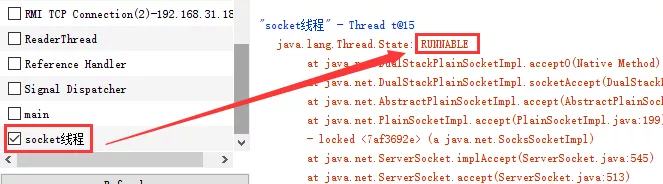 RMI TCP Connection(2)-192.168.31.18
ReaderThread
Reference Handler
Signal Dispatcher
main
socket线程
"socket线程" - Thread t@15
java.lang.Thread.State: RUNNABLE
at java.net.DualStackPlainSocketImpl.accept0(Native Method)
at java.net.DualStackPlainSocketImpl.socketAccept(DualStack
at java.net.AbstractPlainSocketImpl.accept(AbstractPlainSoc
at java.net.PlainSocketImpl.accept(PlainSocketImpl.java:199)
- locked <7af3692e> (a java.net.SocksSocketImpl)
at java.net.ServerSocket.implAccept(ServerSocket.java:545)
at java.net.ServerSocket.accept(ServerSocket.java:513)